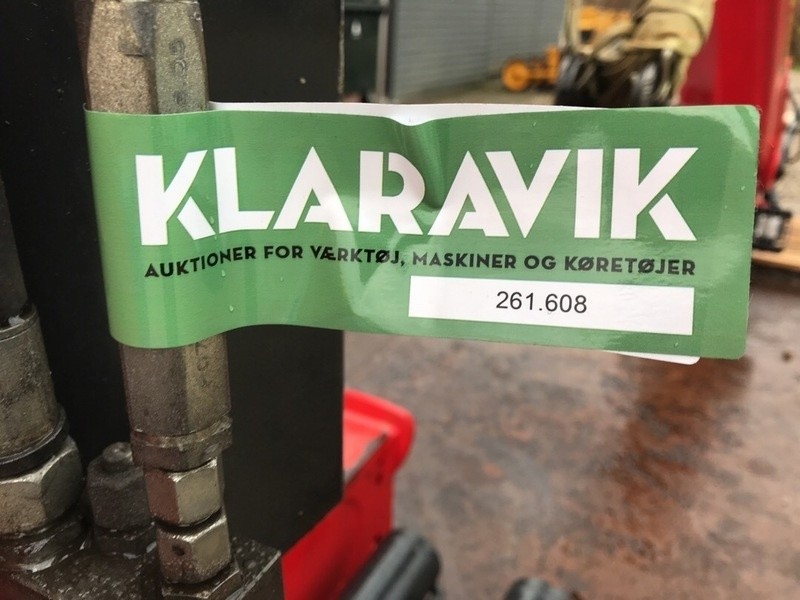 KLARAVIK
AUKTIONER FOR VÆRKTØJ, MASKINER OG KØRETØJER
261.608